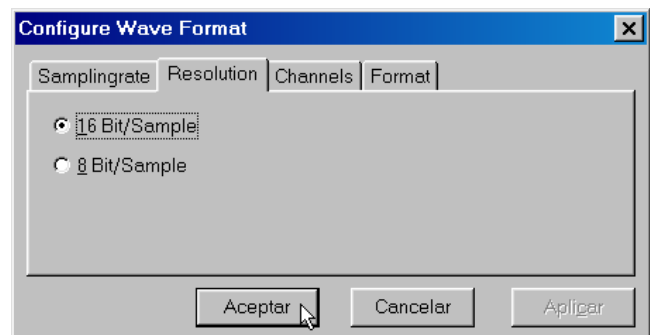 Configure Wave Format
Samplingrate Resolution Channels Format
16 Bit/Sample
8 Bit/Sample
Aceptar Cancelar Aplicar